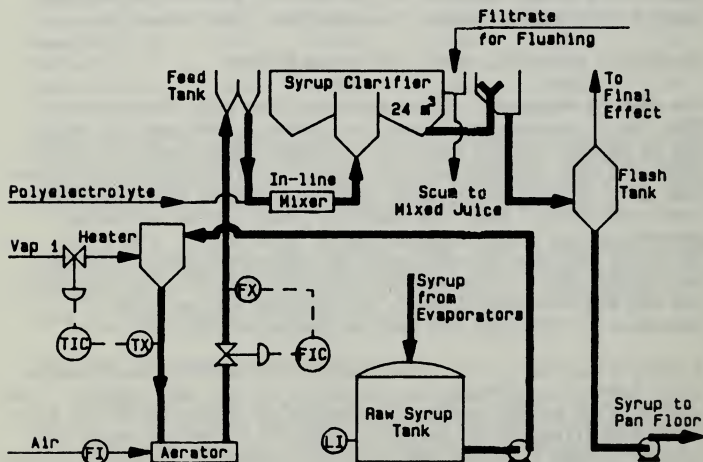 Filtrate
for Flushing
Feed
Tank
Syrup Clarifier
24 m³
To
Final
Effect
Flash
Tank
In-line
Mixer
Polyelectrolyte
Scum to
Mixed Juice
Heater
Vap 1
TIC
TX
FX
FIC
Syrup
from
Evaporators
Raw Syrup
Tank
LI
Syrup to
Pan Floor
Air
FI
Aerator